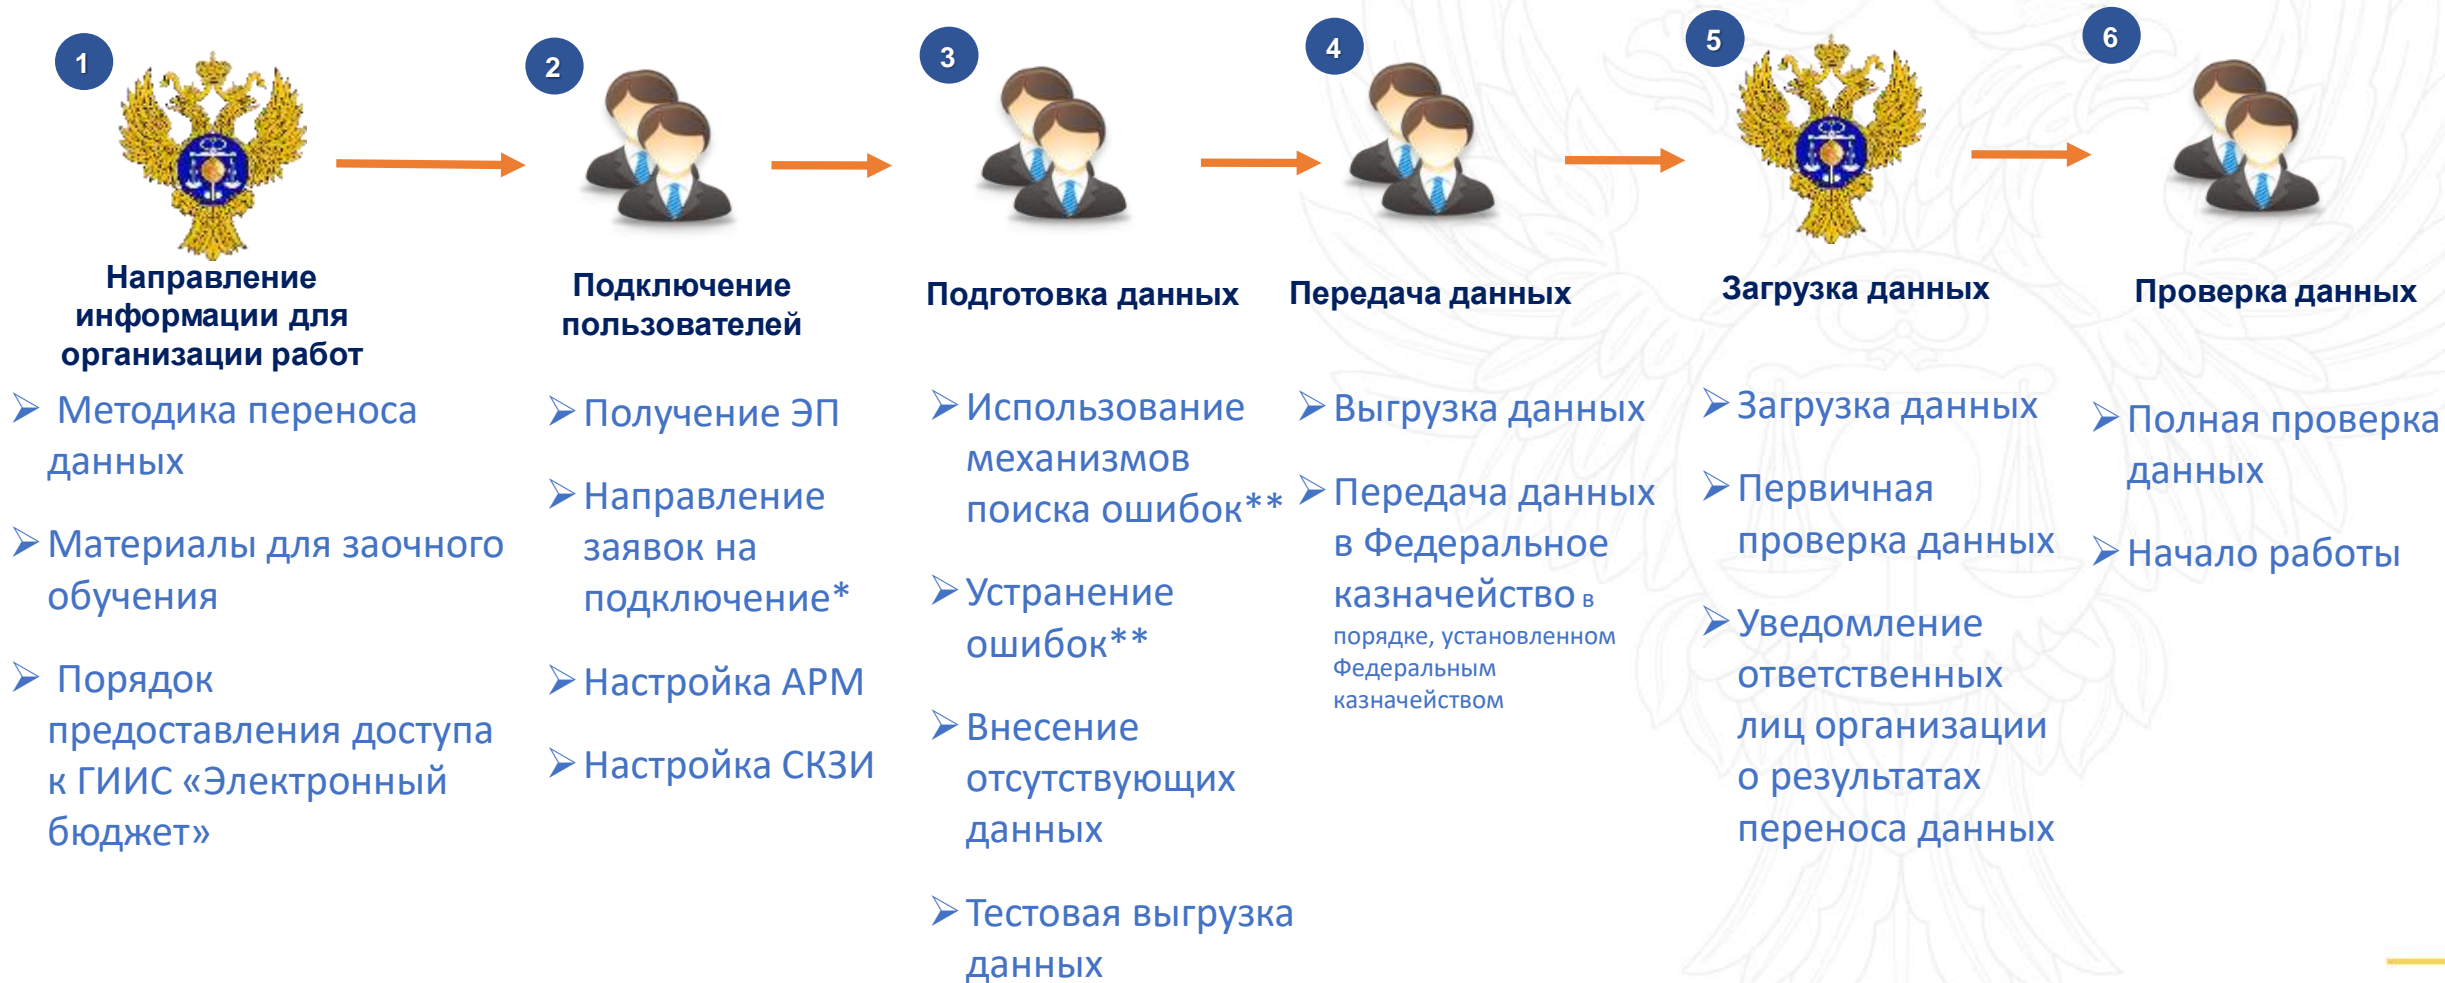 1
Направление
информации для
организации работ
➢ Методика переноса
данных
➢ Материалы для заочного
обучения
➢ Порядок
предоставления доступа
к ГИИС «Электронный
бюджет»
2
Подключение
пользователей
➢ Получение ЭП
➢ Направление
заявок на
подключение*
➢ Настройка АРМ
➢ Настройка СКЗИ
3
Подготовка данных
➢ Использование
механизмов
поиска ошибок**
➢ Устранение
ошибок**
➢ Внесение
отсутствующих
данных
➢ Тестовая выгрузка
данных
4
Передача данных
➢ Выгрузка данных
➢ Передача данных
в Федеральное
казначейство в
порядке, установленном
Федеральным
казначейством
5
Загрузка данных
➢ Загрузка данных
➢ Первичная
проверка данных
➢ Уведомление
ответственных
лиц организации
о результатах
переноса данных
6
Проверка данных
➢ Полная проверка
данных
➢ Начало работы